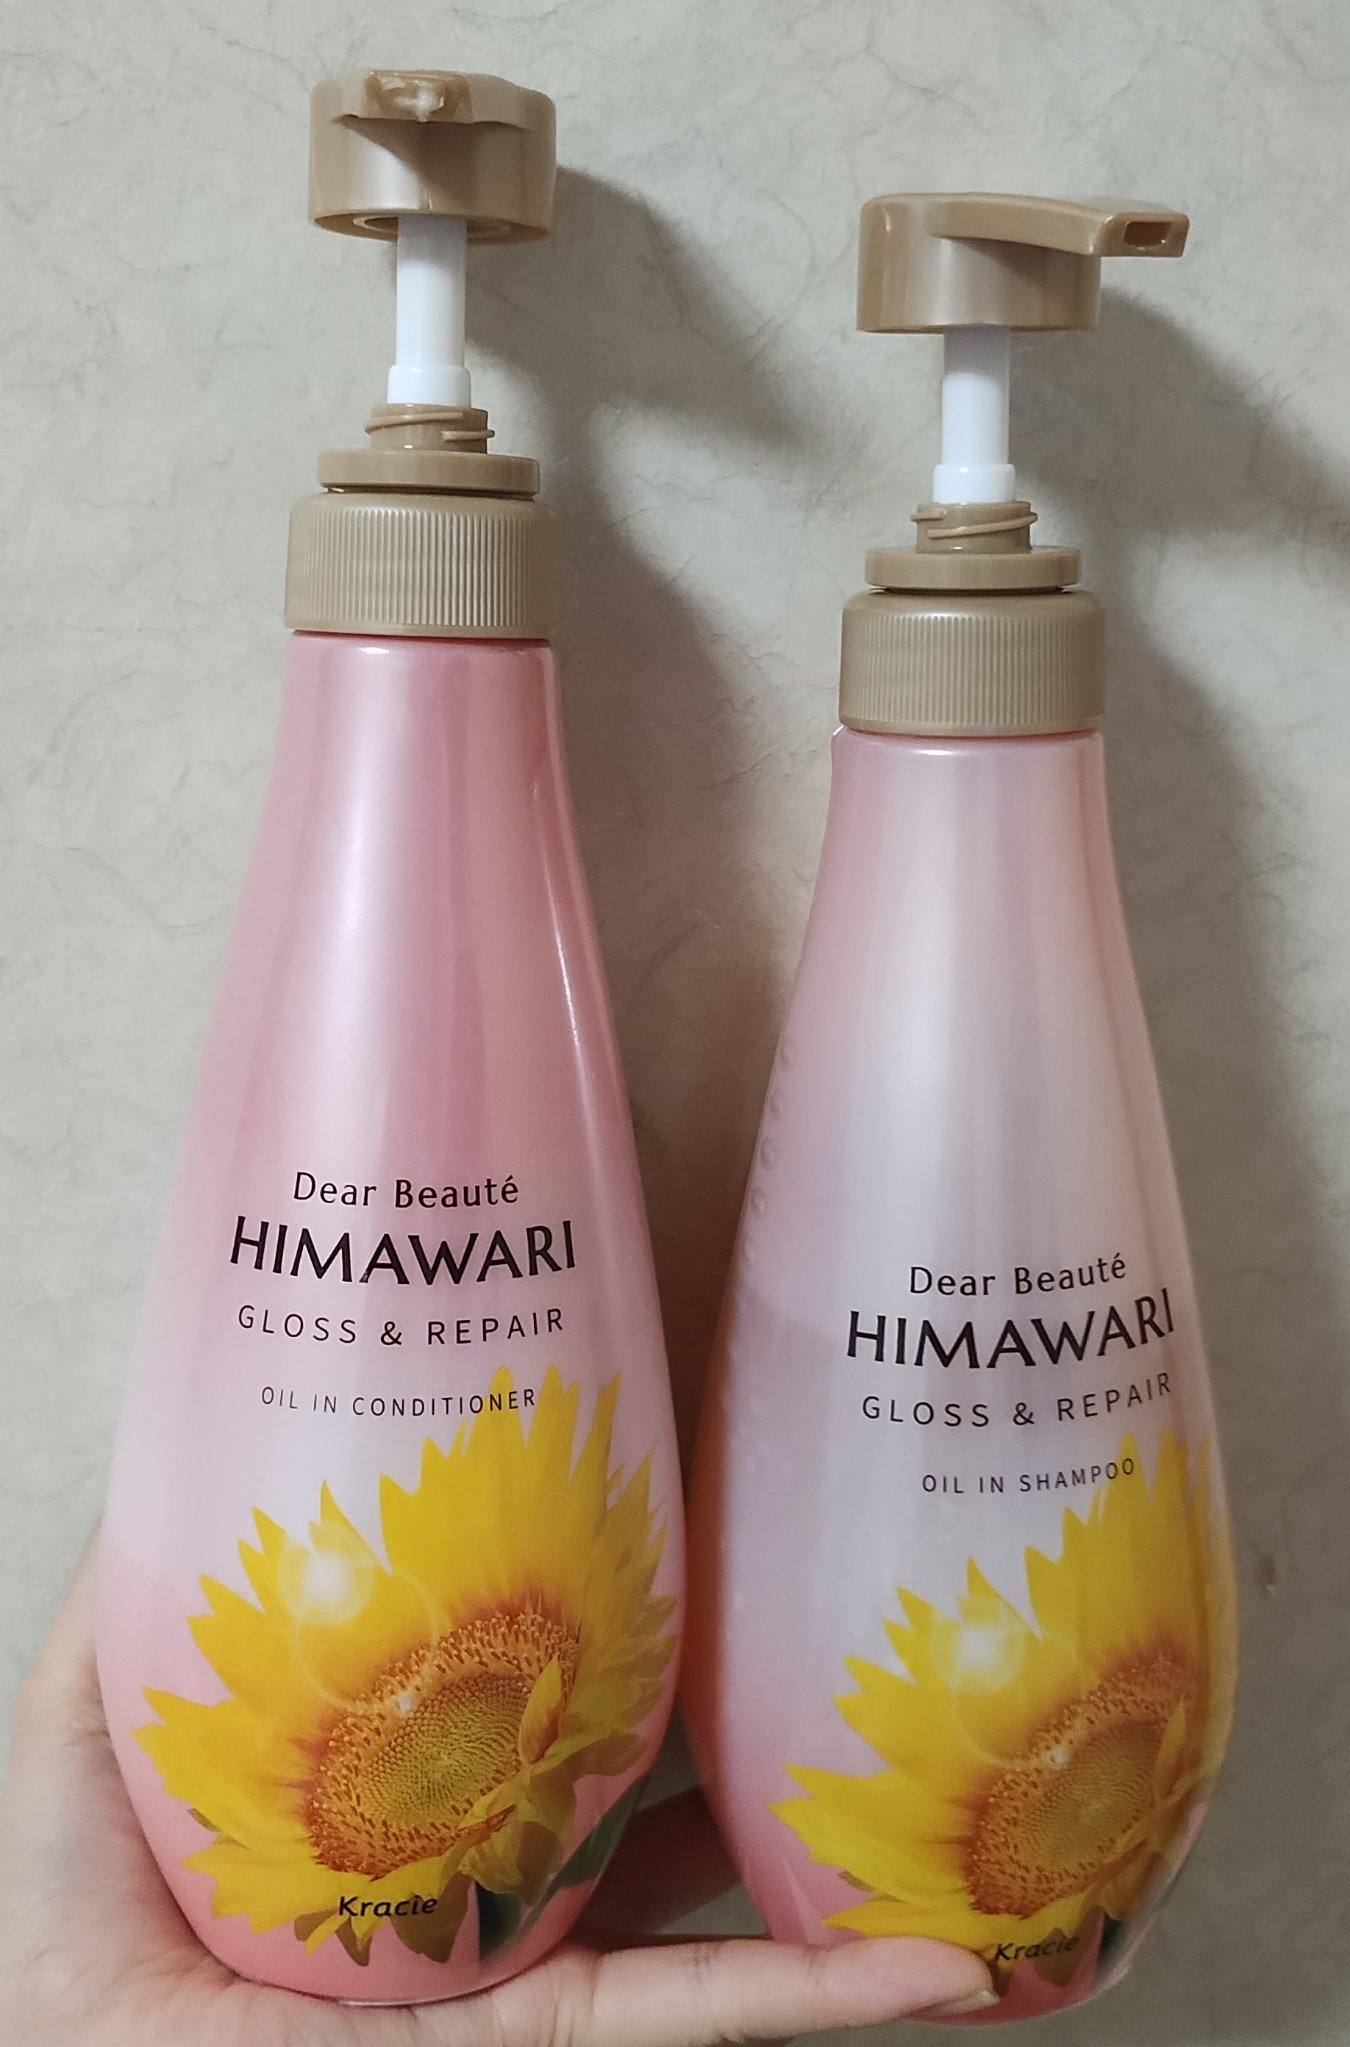 Dear Beauté
HIMAWARI
GLOSS & REPAIR
OIL IN CONDITIONER
Kracie
Dear Beauté
HIMAWARI
GLOSS & REPAIR
OIL IN SHAMPOO
Kracie